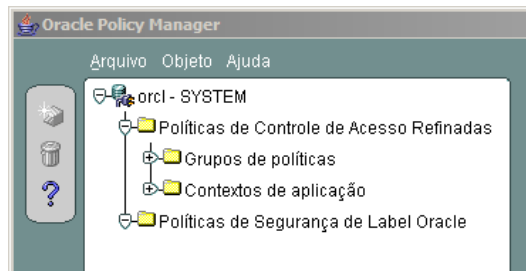 Oracle Policy Manager
Arquivo Objeto Ajuda
orcl - SYSTEM
Políticas de Controle de Acesso Refinadas
Grupos de políticas
Contextos de aplicação
?
Políticas de Segurança de Label Oracle